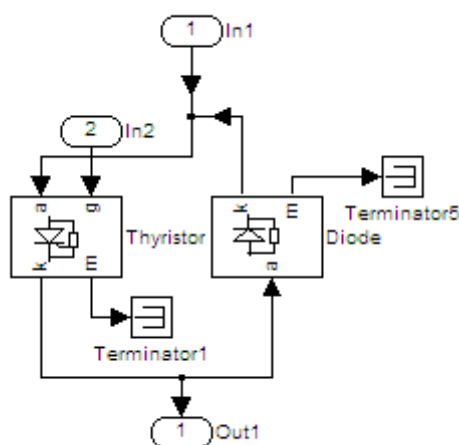 1 In1
2 In2
a g
k m
Thyristor
k m
a
Diode
Terminator5
Terminator1
1 Out1